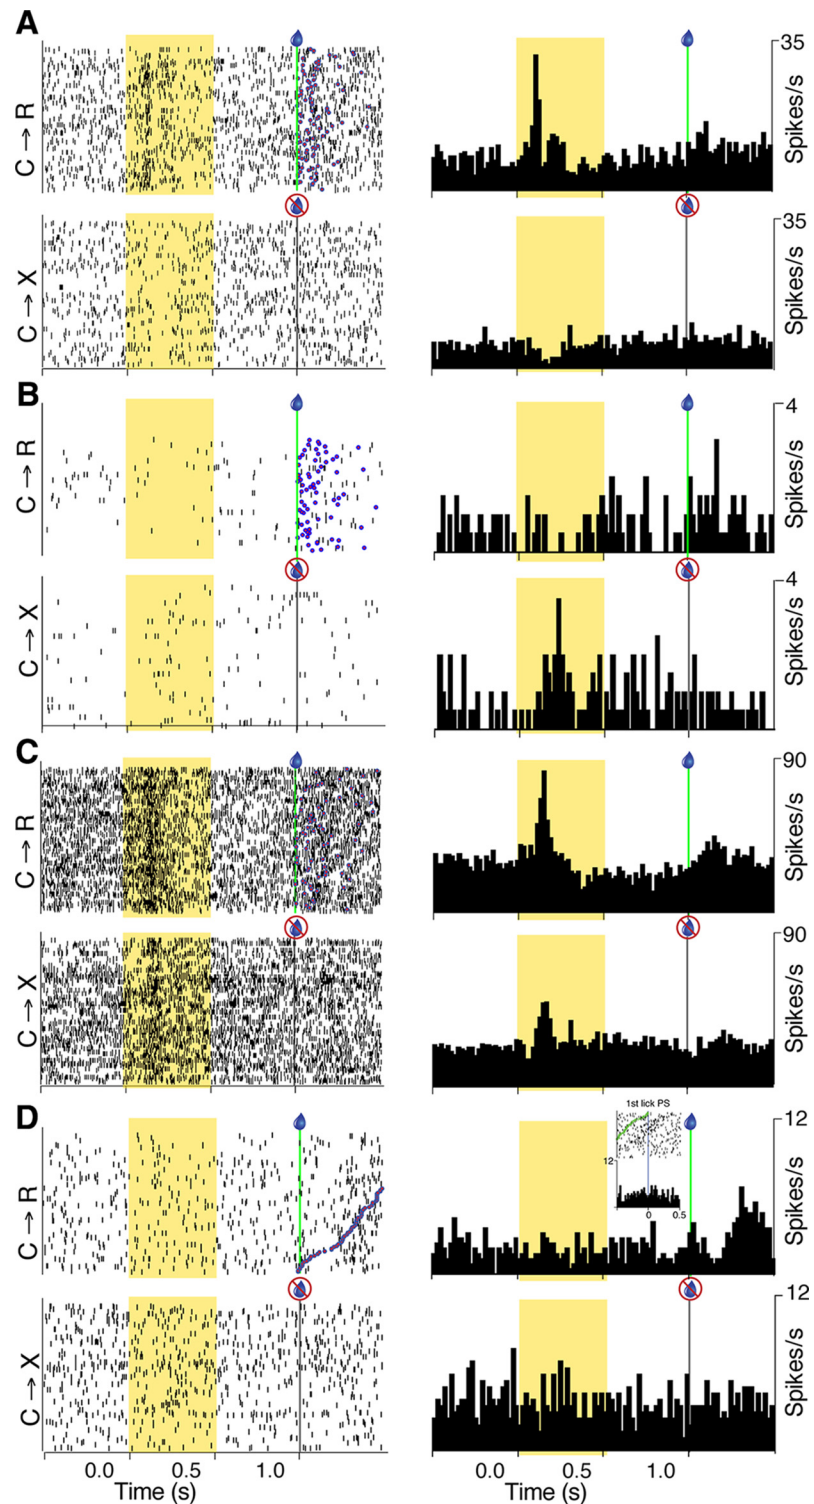 A
C → R
35
Spikes/s
C → X
35
Spikes/s
B
C → R
4
Spikes/s
C → X
4
Spikes/s
C
C → R
90
Spikes/s
C → X
90
Spikes/s
D
C → R
1st lick PS
12
0
0.5
12
Spikes/s
C → X
12
Spikes/s
0.0 0.5 1.0
Time (s)
0.0 0.5 1.0
Time (s)